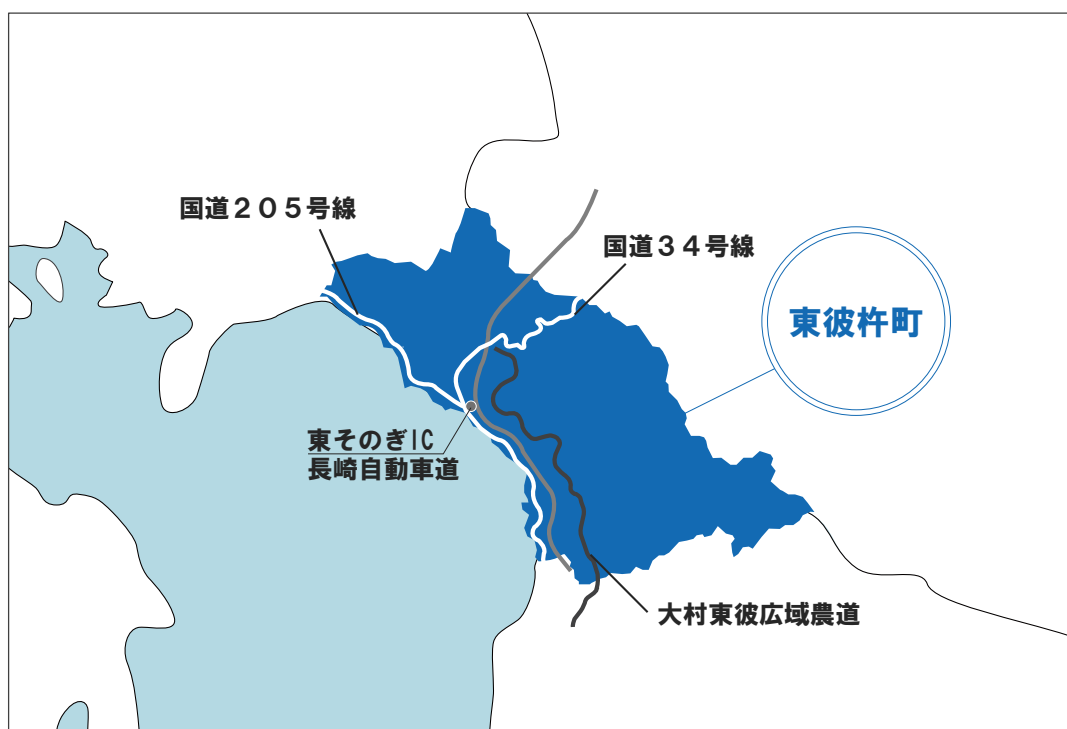 国道２０５号線
国道３４号線
東彼杵町
東そのぎIC
長崎自動車道
大村東彼広域農道